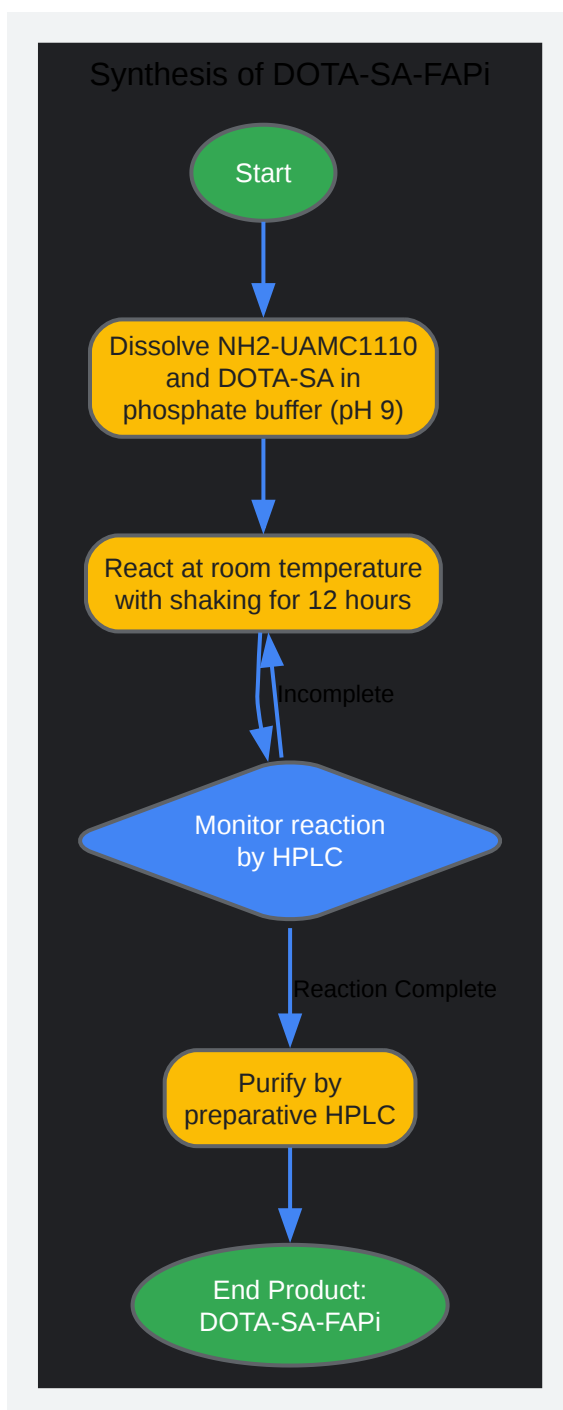 Synthesis of DOTA-SA-FAPi
Start
Dissolve NH2-UAMC1110
and DOTA-SA in
phosphate buffer (pH 9)
React at room temperature
with shaking for 12 hours
Incomplete
Monitor reaction
by HPLC
Reaction Complete
Purify by
preparative HPLC
End Product:
DOTA-SA-FAPi